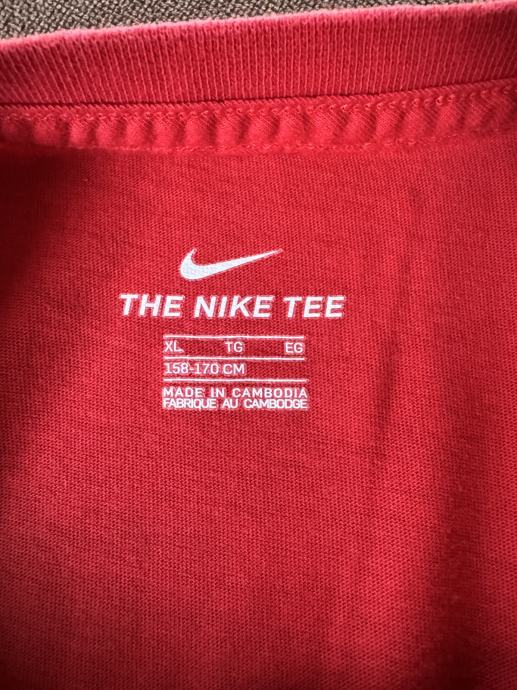 THE NIKE TEE
XL TG EG
158-170 CM
MADE IN CAMBODIA
FABRIQUE AU CAMBODGE